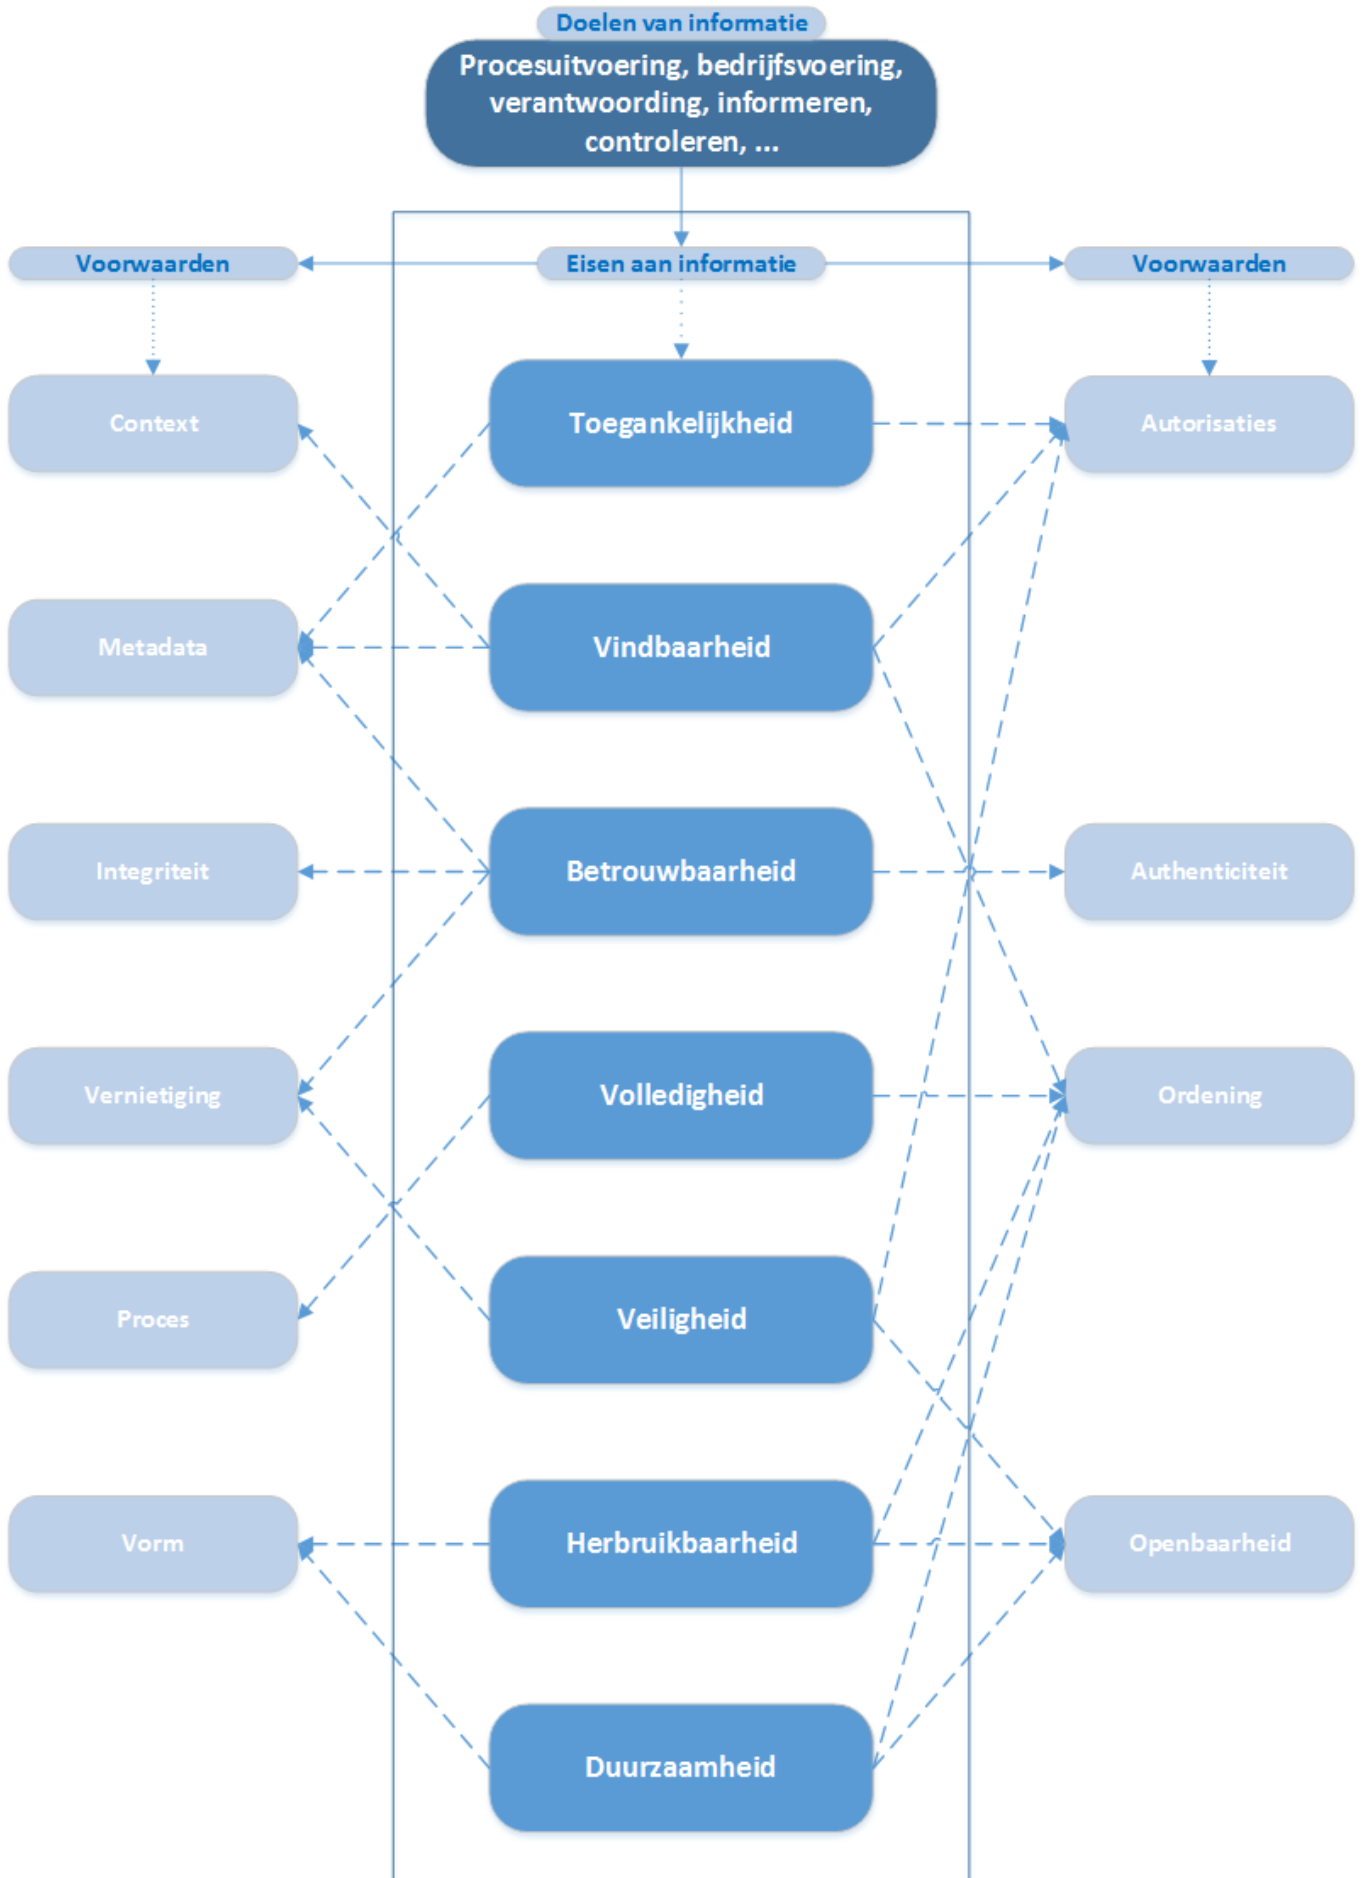 Doelen van informatie
Procesuitvoering, bedrijfsvoering,
verantwoording, informeren,
controleren, ...
Voorwaarden
Eisen aan informatie
Voorwaarden
Context
Toegankelijkheid
Autorisaties
Metadata
Vindbaarheid
Integriteit
Betrouwbaarheid
Authenticiteit
Vernietiging
Volledigheid
Ordening
Proces
Veiligheid
Vorm
Herbruikbaarheid
Openbaarheid
Duurzaamheid